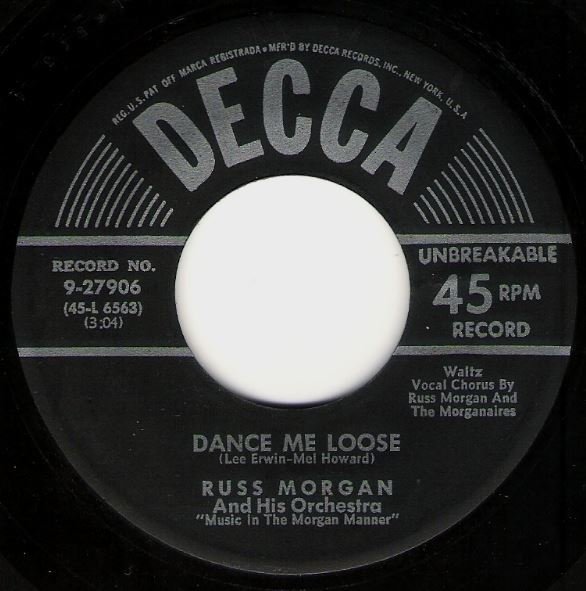 REG. U.S. PAT OFF MARCA REGISTRADA • MFR'D BY DECCA RECORDS, INC., NEW YORK, U.S.A
DECCA
RECORD NO.
9-27906
(45-L 6563)
(3:04)
UNBREAKABLE
45 RPM
RECORD
Waltz
Vocal Chorus By
Russ Morgan And
The Morganaires
DANCE ME LOOSE
(Lee Erwin-Mel Howard)
RUSS MORGAN
And His Orchestra
"Music In The Morgan Manner"